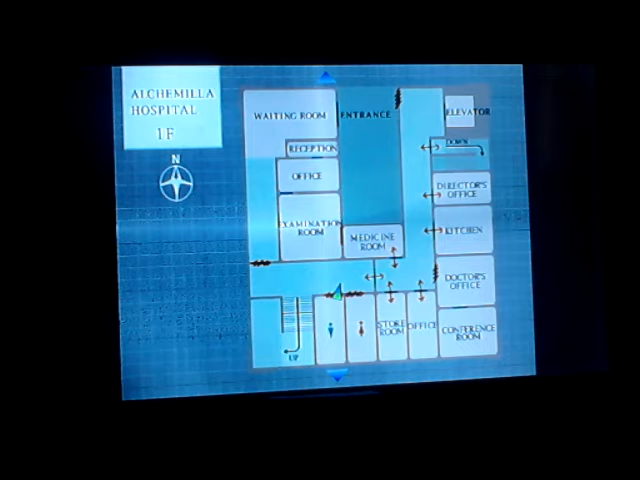 ALCHEMILLA
HOSPITAL
1F
N
WAITING ROOM
ENTRANCE
ELEVATOR
RECEPTION
DOWN
OFFICE
DIRECTOR'S
OFFICE
EXAMINATION
ROOM
MEDICINE
ROOM
KITCHEN
DOCTOR'S
OFFICE
STORE
ROOM
OFFICE
CONFERENCE
ROOM
UP